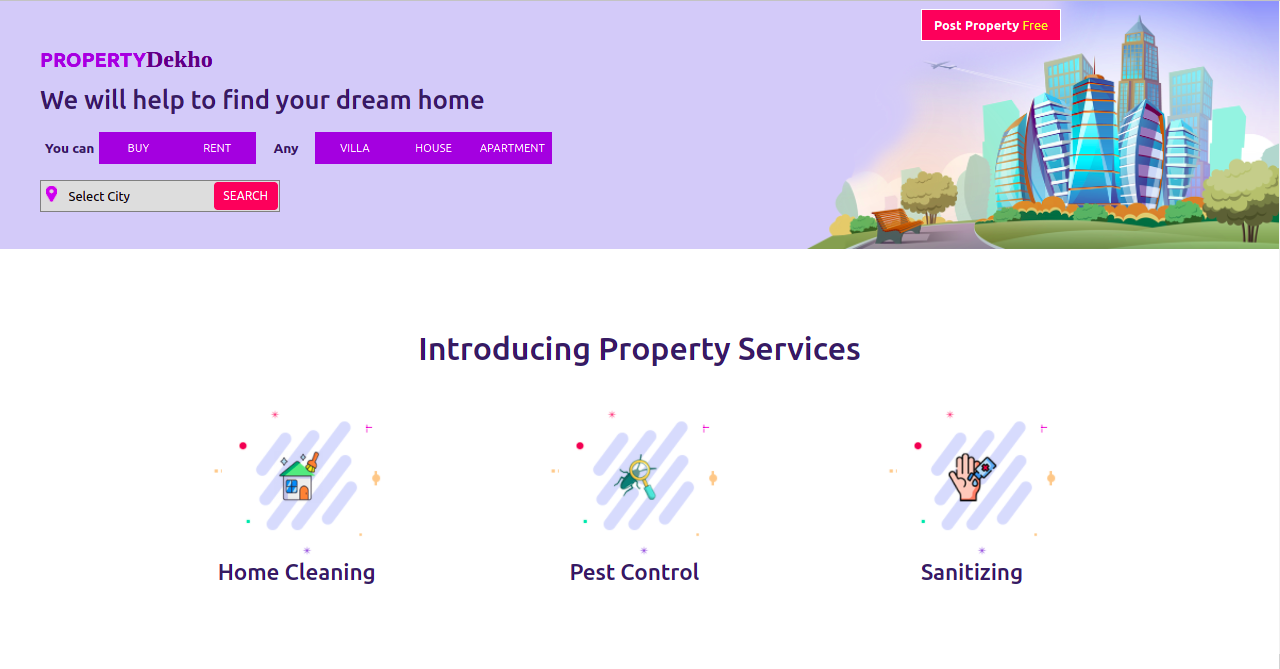 Post Property Free
PROPERTYDekho
We will help to find your dream home
You can BUY RENT Any VILLA HOUSE APARTMENT
Select City SEARCH
Introducing Property Services
Home Cleaning Pest Control Sanitizing